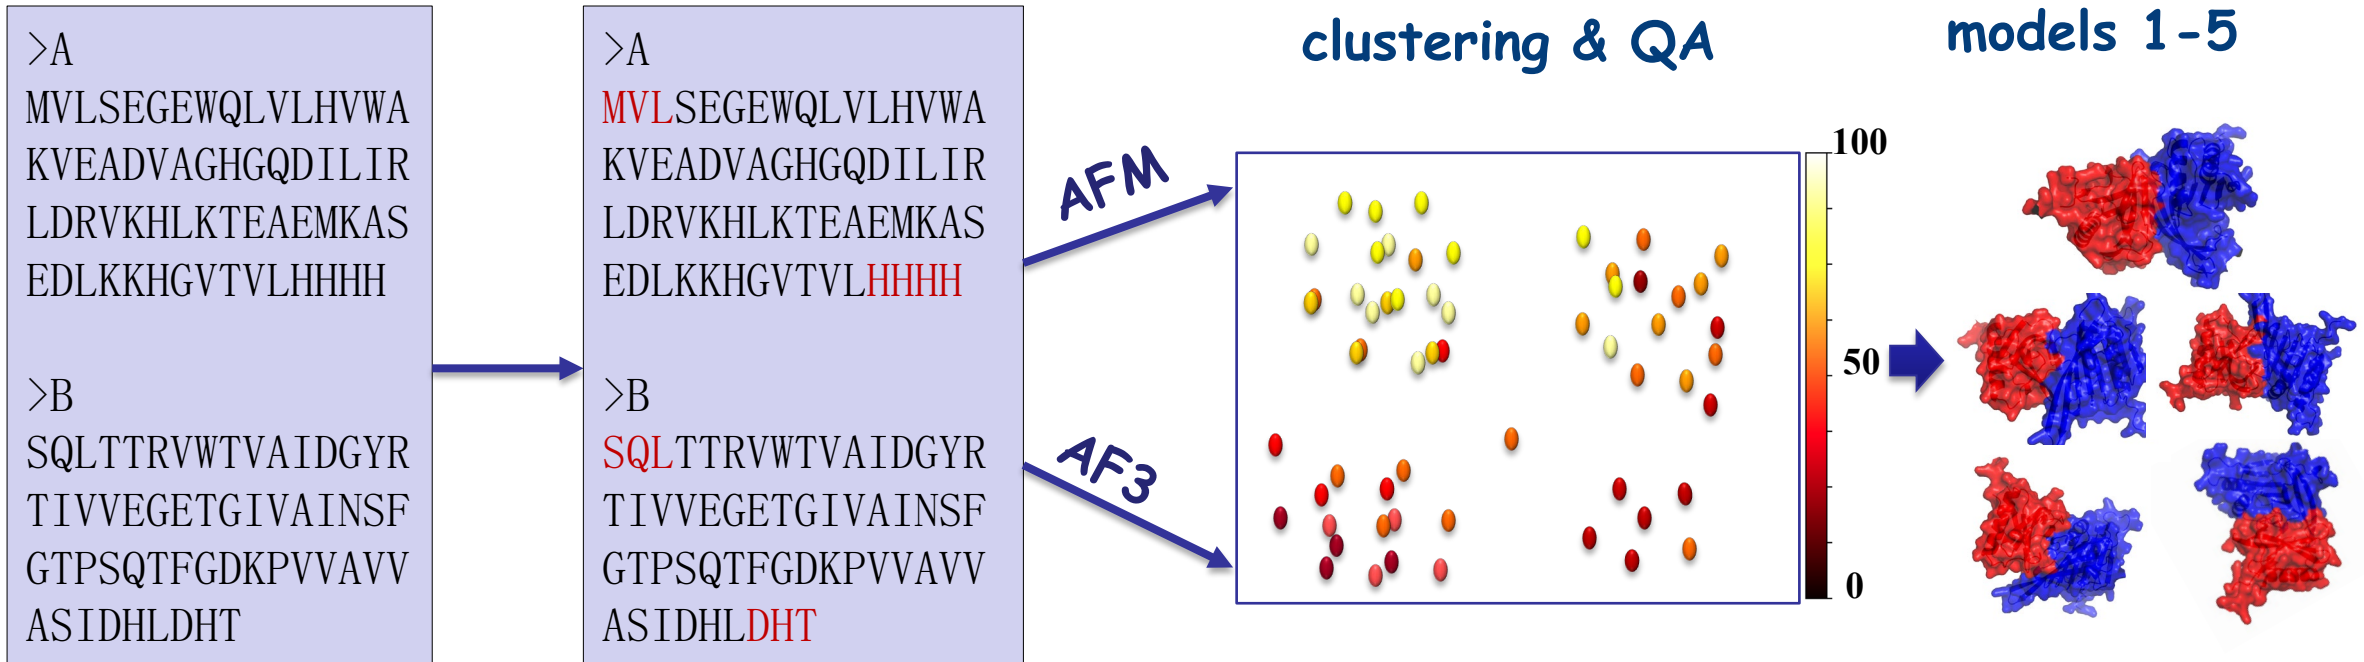 >A
MVLSEGEWQLVLHVWA
KVEADVAGHGQDILIR
LDRVKHLKTEAEMKAS
EDLKKHGVTVLHHHH
>B
SQLTTRVWTVAIDGYR
TIVVEGETGIVAINSF
GTPSQTFGDKPVVAVV
ASIDHLDHT
>A
MVLSEGEWQLVLHVWA
KVEADVAGHGQDILIR
LDRVKHLKTEAEMKAS
EDLKKHGVTVLHHHH
>B
SQLTTRVWTVAIDGYR
TIVVEGETGIVAINSF
GTPSQTFGDKPVVAVV
ASIDHLDHT
AFM
AF3
clustering & QA
100
50
0
models 1-5